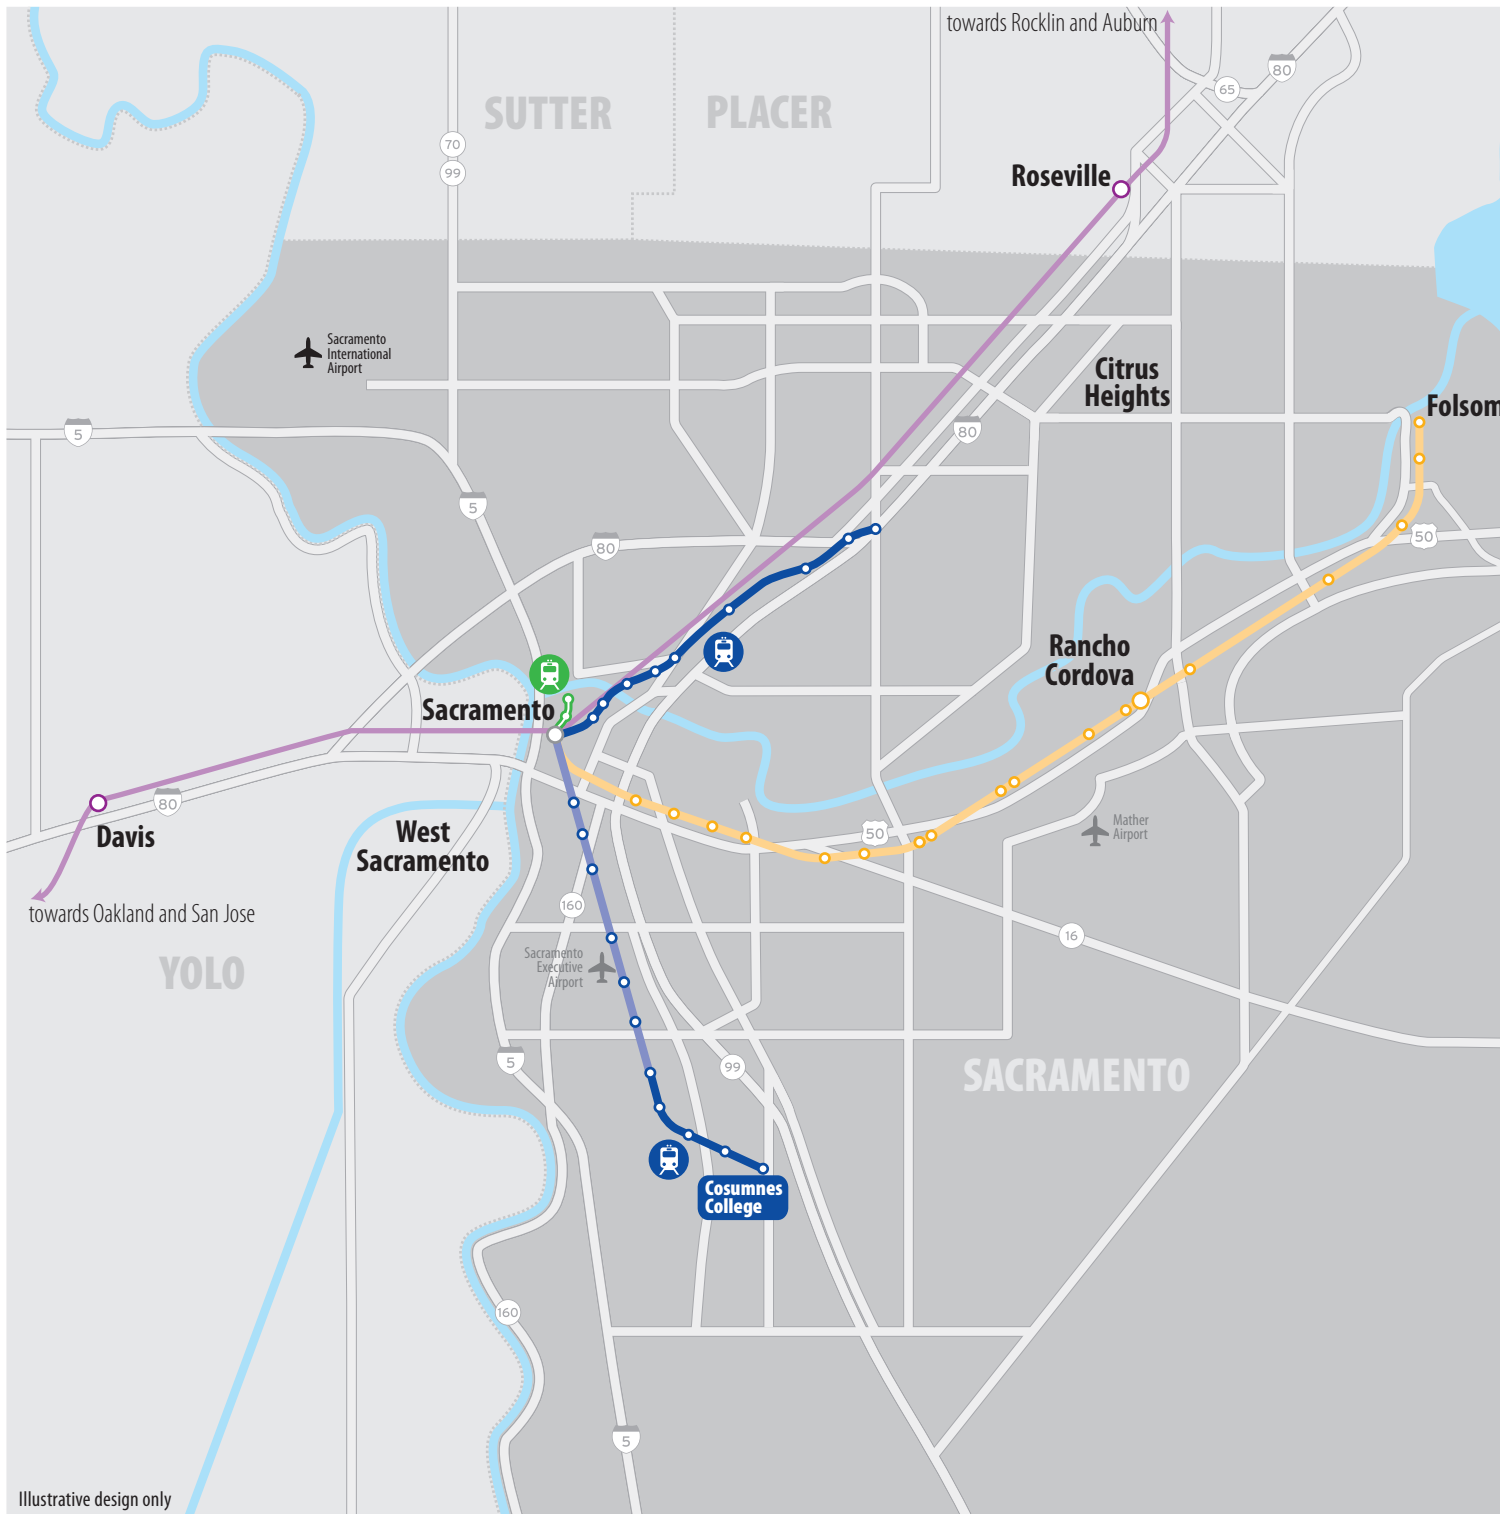 towards Rocklin and Auburn
80
65
SUTTER
PLACER
70
99
Roseville
Sacramento
International
Airport
Citrus
Heights
Folsom
5
80
5
80
50
Rancho
Cordova
Sacramento
80
Davis
West
Sacramento
50
Mather
Airport
towards Oakland and San Jose
160
16
YOLO
Sacramento
Executive
Airport
5
99
SACRAMENTO
Cosumnes
College
160
5
Illustrative design only